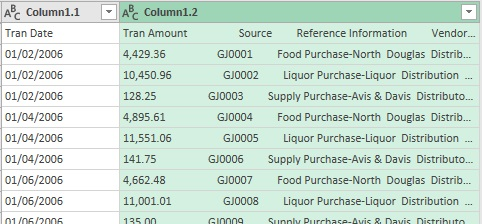 ABC Column1.1 ABC Column1.2
Tran Date Tran Amount Source Reference Information Vendor...
01/02/2006 4,429.36 GJ0001 Food Purchase-North Douglas Distrib...
01/02/2006 10,450.96 GJ0002 Liquor Purchase-Liquor Distribution ...
01/02/2006 128.25 GJ0003 Supply Purchase-Avis & Davis Distributo...
01/04/2006 4,895.61 GJ0004 Food Purchase-North Douglas Distrib...
01/04/2006 11,551.06 GJ0005 Liquor Purchase-Liquor Distribution ...
01/04/2006 141.75 GJ0006 Supply Purchase-Avis & Davis Distributo...
01/06/2006 4,662.48 GJ0007 Food Purchase-North Douglas Distrib...
01/06/2006 11,001.01 GJ0008 Liquor Purchase-Liquor Distribution ...
01/06/2006 135.00 GJ0009 Supply Purchase-Avis & Davis Distributo...